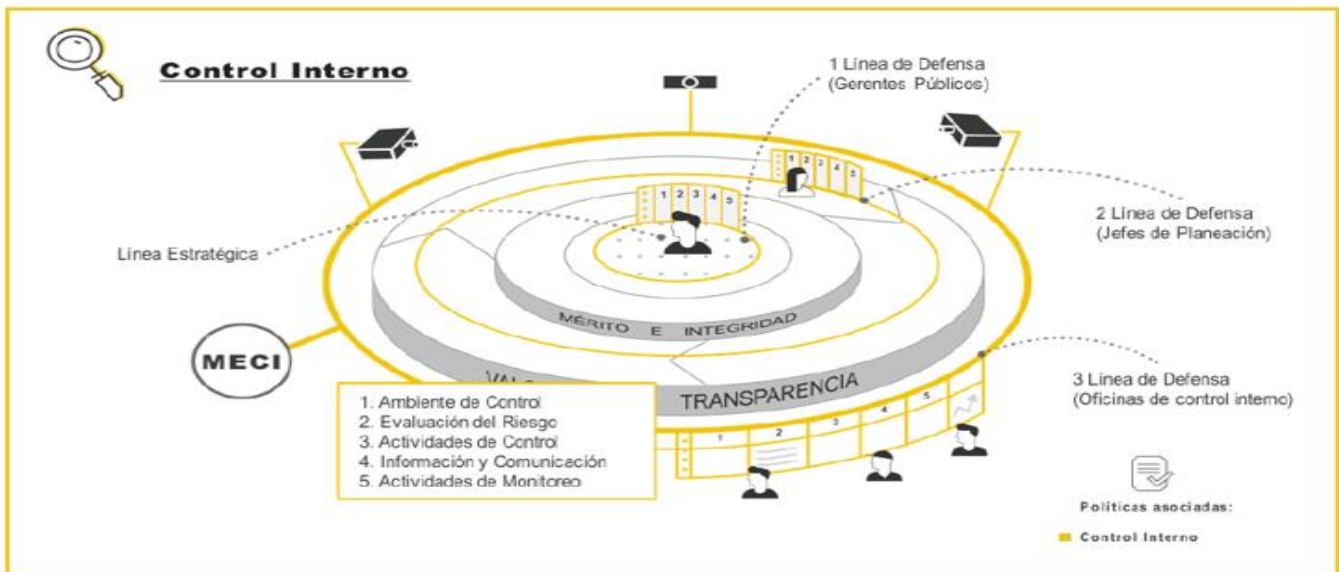 Control Interno
1 Línea de Defensa
(Gerentes Públicos)
1 2 3 4 5
1 2 3 4 5
2 Línea de Defensa
(Jefes de Planeación)
Línea Estratégica
MÉRITO E INTEGRIDAD
MECI
TRANSPARENCIA
3 Línea de Defensa
(Oficinas de control interno)
1. Ambiente de Control
2. Evaluación del Riesgo
3. Actividades de Control
4. Información y Comunicación
5. Actividades de Monitoreo
1 2 3 4 5
Políticas asociadas:
Control Interno